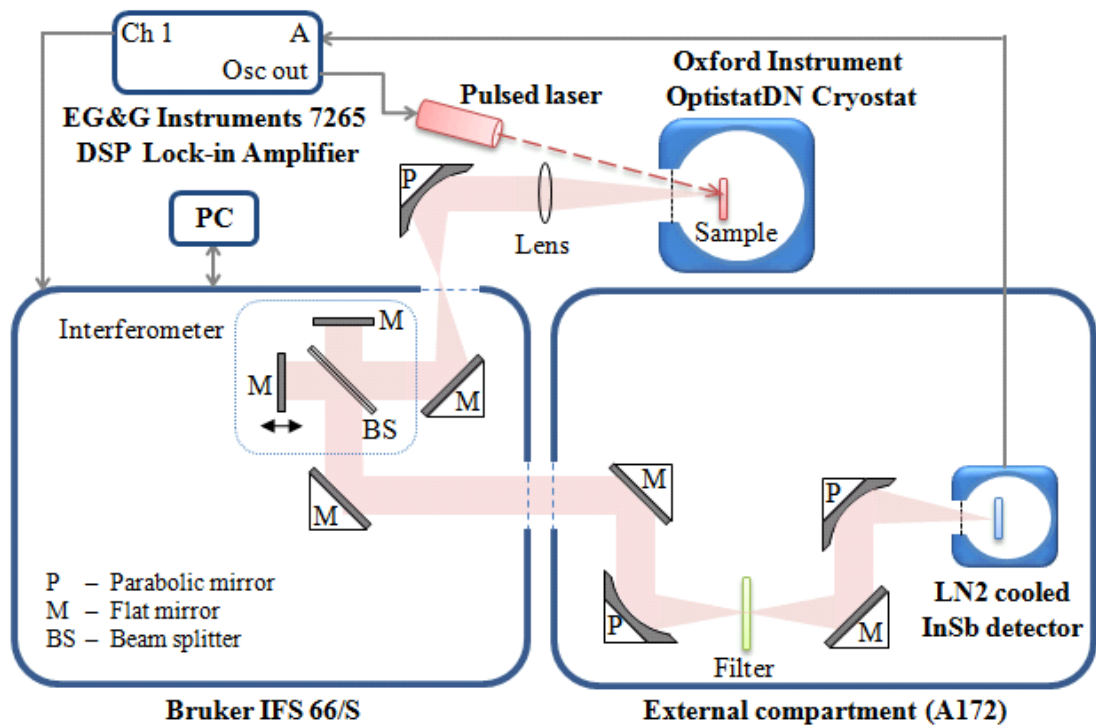 Ch 1
A
Osc out
EG&G Instruments 7265
DSP Lock-in Amplifier
Pulsed laser
Oxford Instrument
OptistatDN Cryostat
P
Lens
Sample
PC
Interferometer
M
M
M
BS
M
M
P
P
M
P – Parabolic mirror
M – Flat mirror
BS – Beam splitter
Filter
LN2 cooled
InSb detector
Bruker IFS 66/S
External compartment (A172)